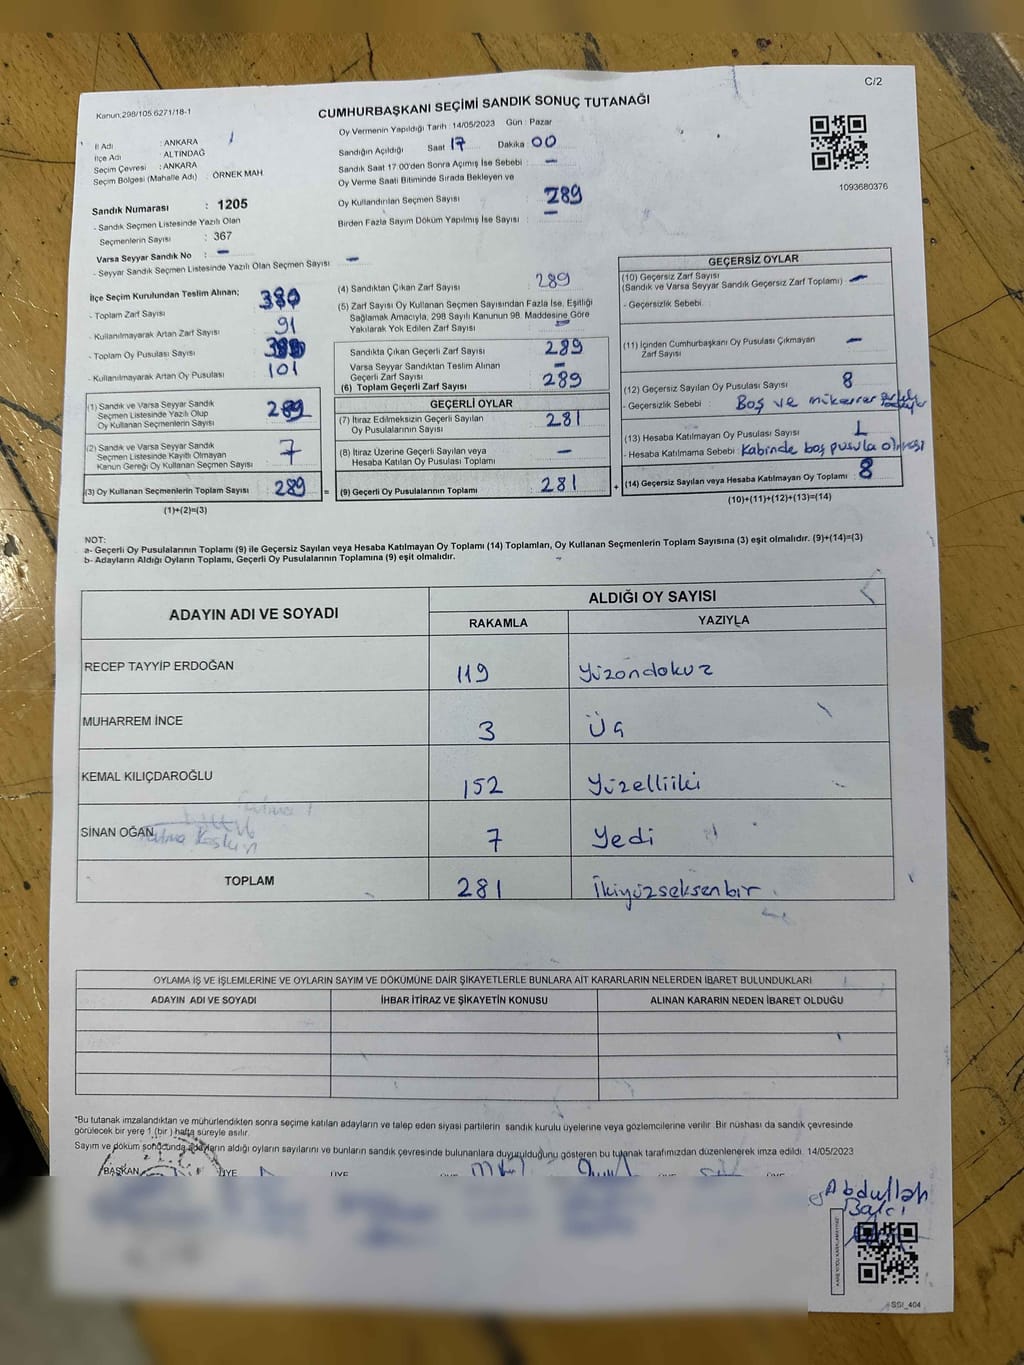 C/2
Kanun:298/105.6271/18-1
CUMHURBAŞKANI SEÇİMİ SANDIK SONUÇ TUTANAĞI
Oy Vermenin Yapıldığı Tarih : 14/05/2023 Gün : Pazar
İl Adı : ANKARA
İlçe Adı : ALTINDAĞ
Seçim Çevresi : ANKARA
Seçim Bölgesi (Mahalle Adı) : ÖRNEK MAH
Sandık Numarası : 1205
- Sandık Seçmen Listesinde Yazılı Olan
Seçmenlerin Sayısı : 367
Varsa Seyyar Sandık No : -
- Seyyar Sandık Seçmen Listesinde Yazılı Olan Seçmen Sayısı -
Sandığın Açıldığı Saat 17 Dakika : 00
Sandık Saat 17.00'den Sonra Açımış İse Sebebi : -
Oy Verme Saati Bitiminde Sırada Bekleyen ve
Oy Kullandırılan Seçmen Sayısı : 289
Birden Fazla Sayım Döküm Yapılmış İse Sayısı : -
1093680376
İlçe Seçim Kurulundan Teslim Alınan;
- Toplam Zarf Sayısı
- Kullanılmayarak Artan Zarf Sayısı 91
- Toplam Oy Pusulası Sayısı
- Kullanılmayarak Artan Oy Pusulası 101
(1) Sandık ve Varsa Seyyar Sandık
Seçmen Listesinde Yazılı Olup
Oy Kullanan Seçmenlerin Sayısı
(2) Sandık ve Varsa Seyyar Sandık
Seçmen Listesinde Kayıtlı Olmayan
Kanun Gereği Oy Kullanan Seçmen Sayısı 7
(3) Oy Kullanan Seçmenlerin Toplam Sayısı 289 =
(1)+(2)=(3)
(4) Sandıktan Çıkan Zarf Sayısı 289
(5) Zarf Sayısı Oy Kullanan Seçmen Sayısından Fazla İse, Eşitliği
Sağlamak Amacıyla, 298 Sayılı Kanunun 98. Maddesine Göre
Yakılarak Yok Edilen Zarf Sayısı -
Sandıkta Çıkan Geçerli Zarf Sayısı 289
Varsa Seyyar Sandıktan Teslim Alınan
Geçerli Zarf Sayısı -
(6) Toplam Geçerli Zarf Sayısı 289
GEÇERLİ OYLAR
(7) İtiraz Edilmeksizin Geçerli Sayılan
Oy Pusulalarının Sayısı 281
(8) İtiraz Üzerine Geçerli Sayılan veya
Hesaba Katılan Oy Pusulası Toplamı -
(9) Geçerli Oy Pusulalarının Toplamı 281 +
GEÇERSİZ OYLAR
(10) Geçersiz Zarf Sayısı
(Sandık ve Varsa Seyyar Sandık Geçersiz Zarf Toplamı) -
- Geçersizlik Sebebi :
(11) İçinden Cumhurbaşkanı Oy Pusulası Çıkmayan
Zarf Sayısı -
(12) Geçersiz Sayılan Oy Pusulası Sayısı 8
- Geçersizlik Sebebi : Boş ve mükerrer
(13) Hesaba Katılmayan Oy Pusulası Sayısı 1
- Hesaba Katılmama Sebebi : Kabinde boş pusula olması
(14) Geçersiz Sayılan veya Hesaba Katılmayan Oy Toplamı 8
(10)+(11)+(12)+(13)=(14)
NOT:
a- Geçerli Oy Pusulalarının Toplamı (9) ile Geçersiz Sayılan veya Hesaba Katılmayan Oy Toplamı (14) Toplamları, Oy Kullanan Seçmenlerin Toplam Sayısına (3) eşit olmalıdır. (9)+(14)=(3)
b- Adayların Aldığı Oyların Toplamı, Geçerli Oy Pusulalarının Toplamına (9) eşit olmalıdır.
ADAYIN ADI VE SOYADI
ALDIĞI OY SAYISI
RAKAMLA YAZIYLA
RECEP TAYYİP ERDOĞAN 119 Yüzondokuz
MUHARREM İNCE 3 Üç
KEMAL KILIÇDAROĞLU 152 Yüzelliiki
SİNAN OĞAN 7 Yedi
TOPLAM 281 İkiyüzseksenbir
OYLAMA İŞ VE İŞLEMLERİNE VE OYLARIN SAYIM VE DÖKÜMÜNE DAİR ŞİKAYETLERLE BUNLARA AİT KARARLARIN NELERDEN İBARET BULUNDUKLARI
ADAYIN ADI VE SOYADI İHBAR İTİRAZ VE ŞİKAYETİN KONUSU ALINAN KARARIN NEDEN İBARET OLDUĞU
*Bu tutanak imzalandıktan ve mühürlendikten sonra seçime katılan adayların ve talep eden siyasi partilerin sandık kurulu üyelerine veya gözlemcilerine verilir. Bir nüshası da sandık çevresinde
görülecek bir yere 1 (bir ) hafta süreyle asılır.
Sayım ve döküm sonucunda adayların aldığı oyların sayılarını ve bunların sandık çevresinde bulunanlara duyurulduğunu gösteren bu tutanak tarafımızdan düzenlenerek imza edildi. 14/05/2023
BAŞKAN ÜYE ÜYE
Abdullah
Balcı
SSI_404